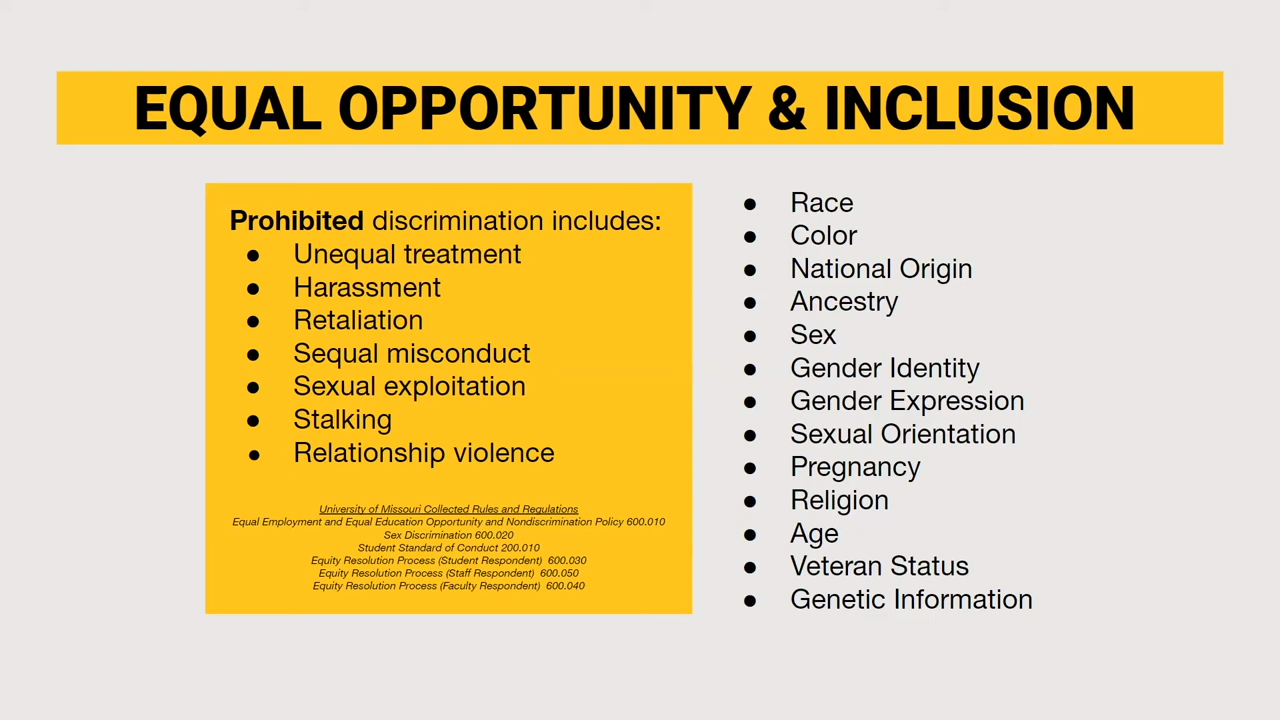 EQUAL OPPORTUNITY & INCLUSION
Prohibited discrimination includes:
● Unequal treatment
● Harassment
● Retaliation
● Sequal misconduct
● Sexual exploitation
● Stalking
● Relationship violence
University of Missouri Collected Rules and Regulations
Equal Employment and Equal Education Opportunity and Nondiscrimination Policy 600.010
Sex Discrimination 600.020
Student Standard of Conduct 200.010
Equity Resolution Process (Student Respondent) 600.030
Equity Resolution Process (Staff Respondent) 600.050
Equity Resolution Process (Faculty Respondent) 600.040
● Race
● Color
● National Origin
● Ancestry
● Sex
● Gender Identity
● Gender Expression
● Sexual Orientation
● Pregnancy
● Religion
● Age
● Veteran Status
● Genetic Information